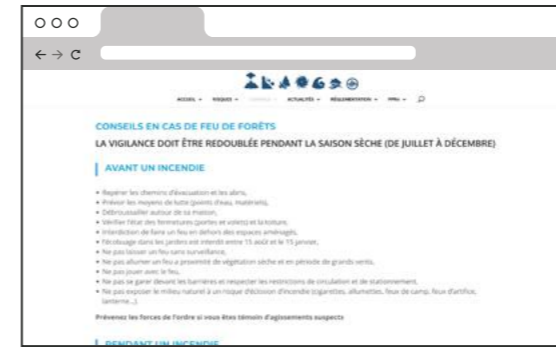 ACCUEIL RISQUES CONSEILS ACTUALITÉS RÉGLEMENTATION PPRN
CONSEILS EN CAS DE FEU DE FORÊTS
LA VIGILANCE DOIT ÊTRE REDOUBLÉE PENDANT LA SAISON SÈCHE (DE JUILLET À DÉCEMBRE)
AVANT UN INCENDIE
• Repérer les chemins d'évacuation et les abris,
• Prévoir les moyens de lutte (points d'eau, matériels),
• Débroussailler autour de sa maison,
• Vérifier l'état des fermetures (portes et volets) et la toiture,
• Interdiction de faire un feu en dehors des espaces aménagés,
• l'écobuage dans les jardins est interdit entre 15 août et le 15 janvier,
• Ne pas laisser un feu sans surveillance,
• Ne pas allumer un feu a proximité de végétation sèche et en période de grands vents,
• Ne pas jouer avec le feu,
• Ne pas se garer devant les barrières et respecter les restrictions de circulation et de stationnement,
• Ne pas exposer le milieu naturel à un risque d'éclosion d'incendie (cigarettes, allumettes, feux de camp, feux d'artifice,
lanterne...).
Prévenez les forces de l'ordre si vous êtes témoin d'agissements suspects
PENDANT UN INCENDIE